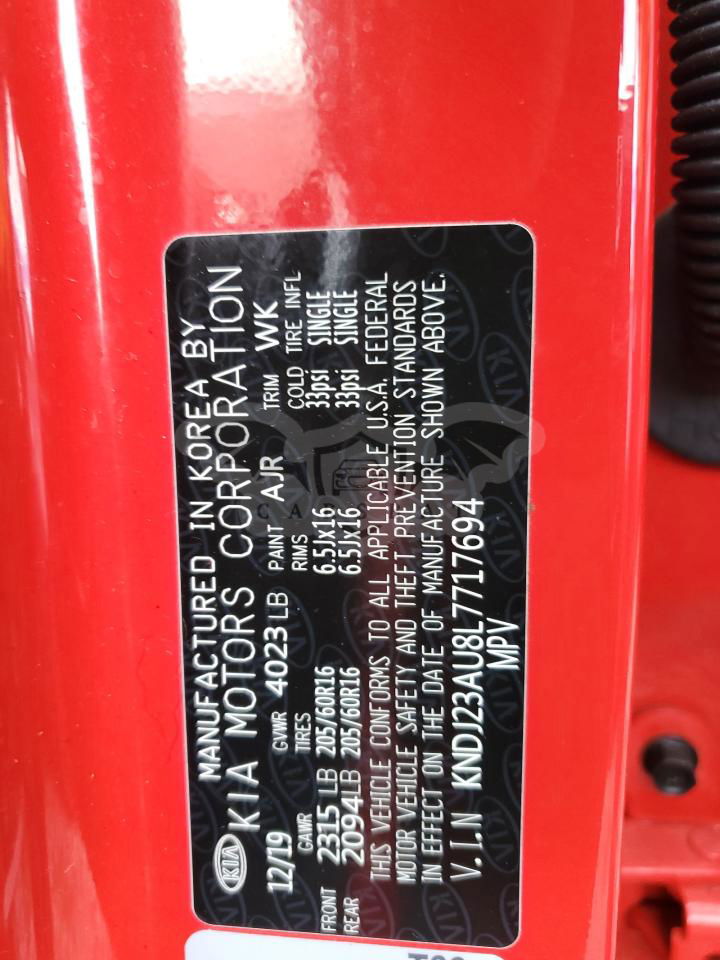 KIA
MANUFACTURED IN KOREA BY
KIA MOTORS CORPORATION
12/19 GVWR 4023 LB PAINT AJR TRIM WK
GAWR TIRES RIMS COLD TIRE INFL
FRONT 2315 LB 205/60R16 6.5Jx16 33psi SINGLE
REAR 2094 LB 205/60R16 6.5Jx16 33psi SINGLE
THIS VEHICLE CONFORMS TO ALL APPLICABLE U.S.A. FEDERAL
MOTOR VEHICLE SAFETY AND THEFT PREVENTION STANDARDS
IN EFFECT ON THE DATE OF MANUFACTURE SHOWN ABOVE.
V.I.N KNDJ23AU8L7717694
MPV